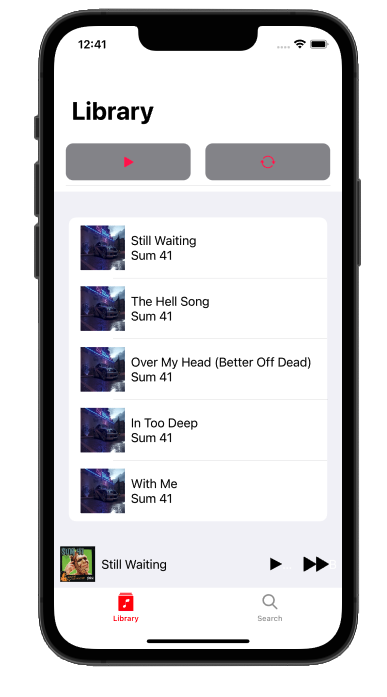 12:41
Library
Still Waiting
Sum 41
The Hell Song
Sum 41
Over My Head (Better Off Dead)
Sum 41
In Too Deep
Sum 41
With Me
Sum 41
Still Waiting
Library
Search